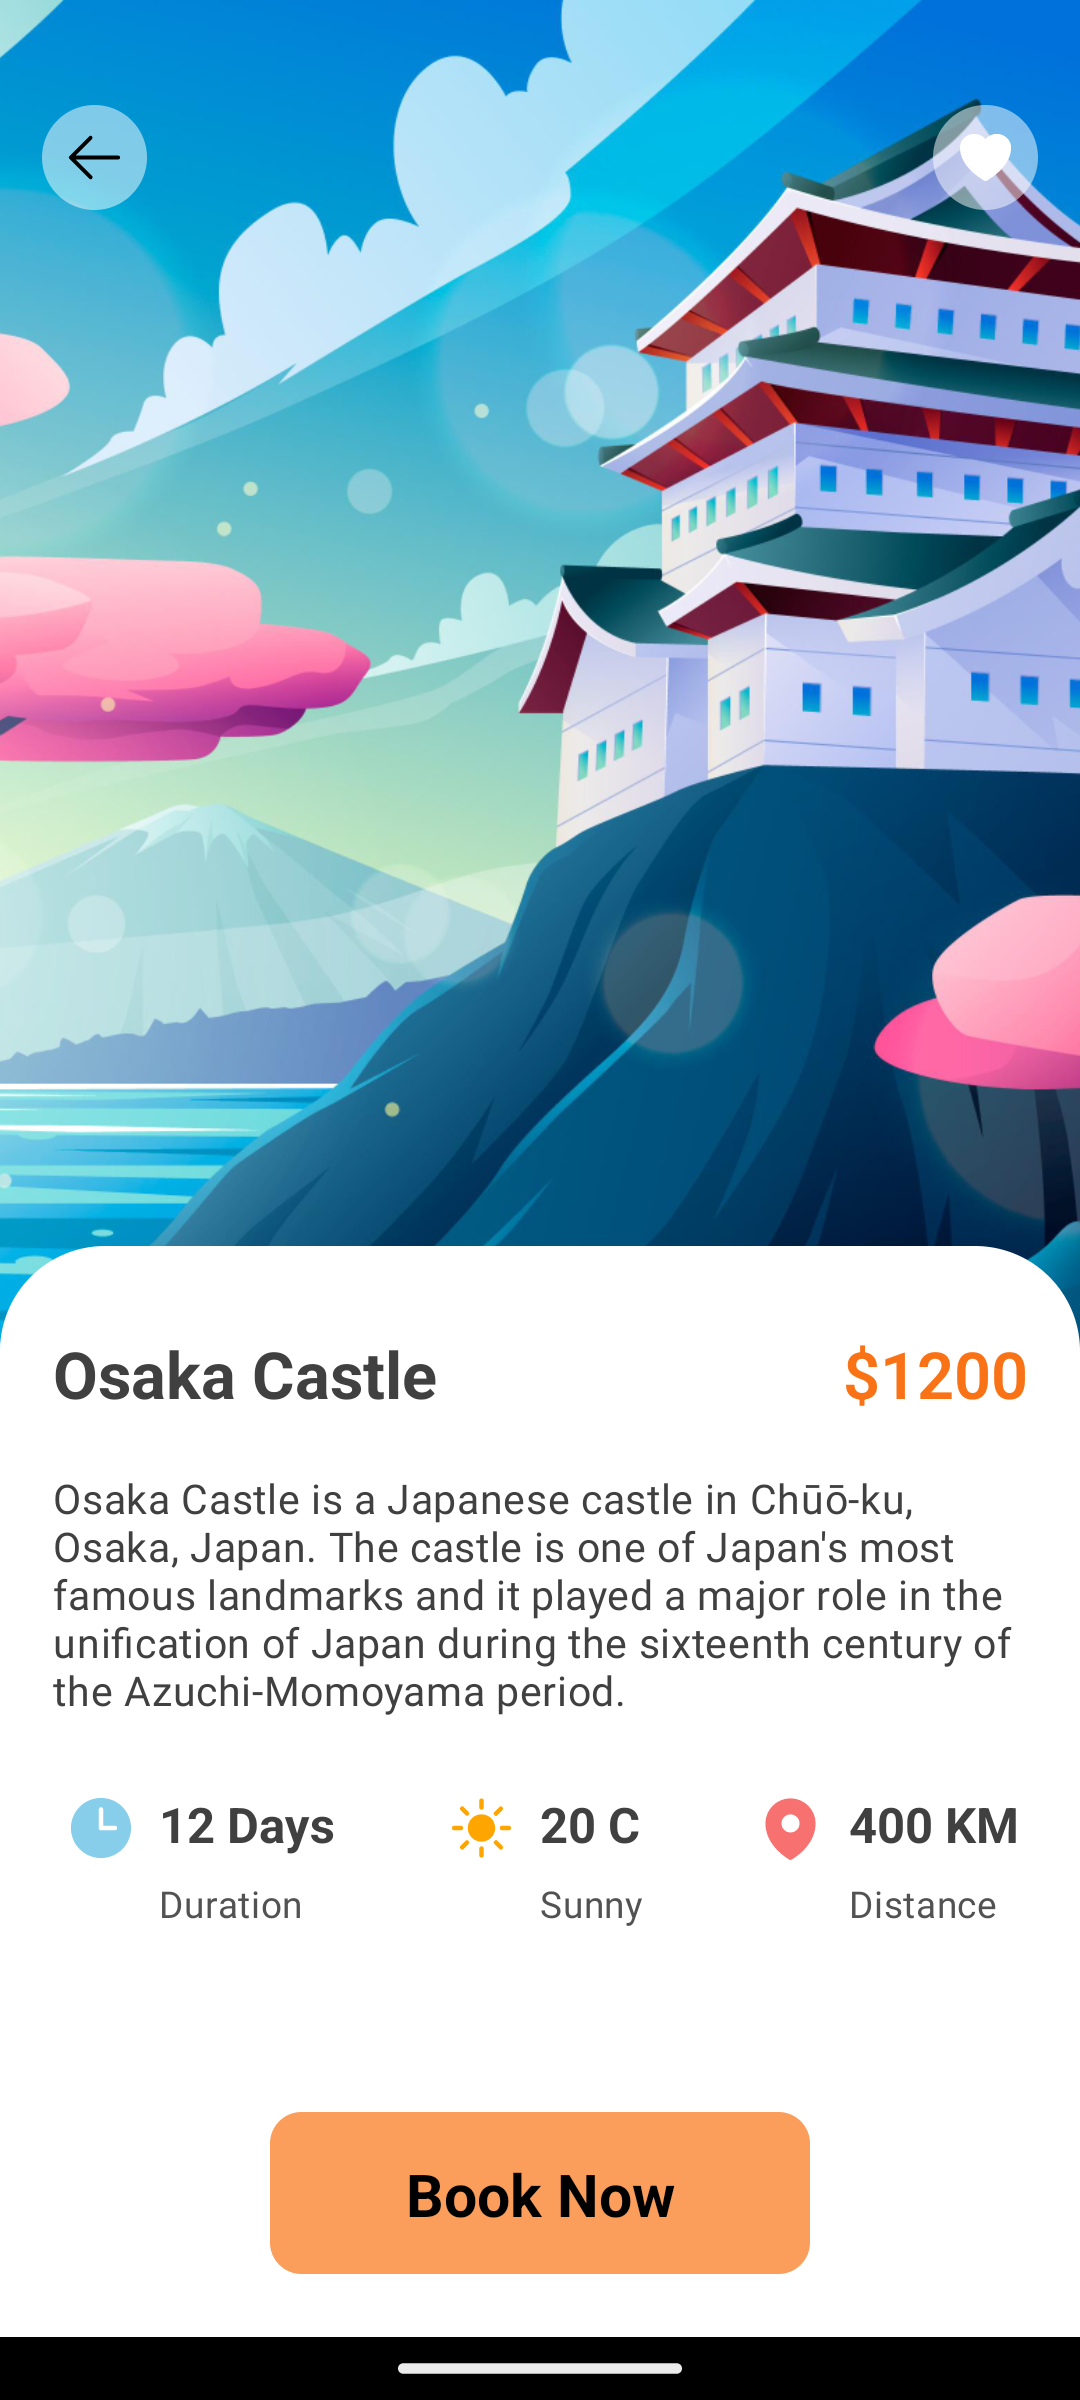 Osaka Castle
$1200
Osaka Castle is a Japanese castle in Chūō-ku,
Osaka, Japan. The castle is one of Japan's most
famous landmarks and it played a major role in the
unification of Japan during the sixteenth century of
the Azuchi-Momoyama period.
12 Days
Duration
20 C
Sunny
400 KM
Distance
Book Now